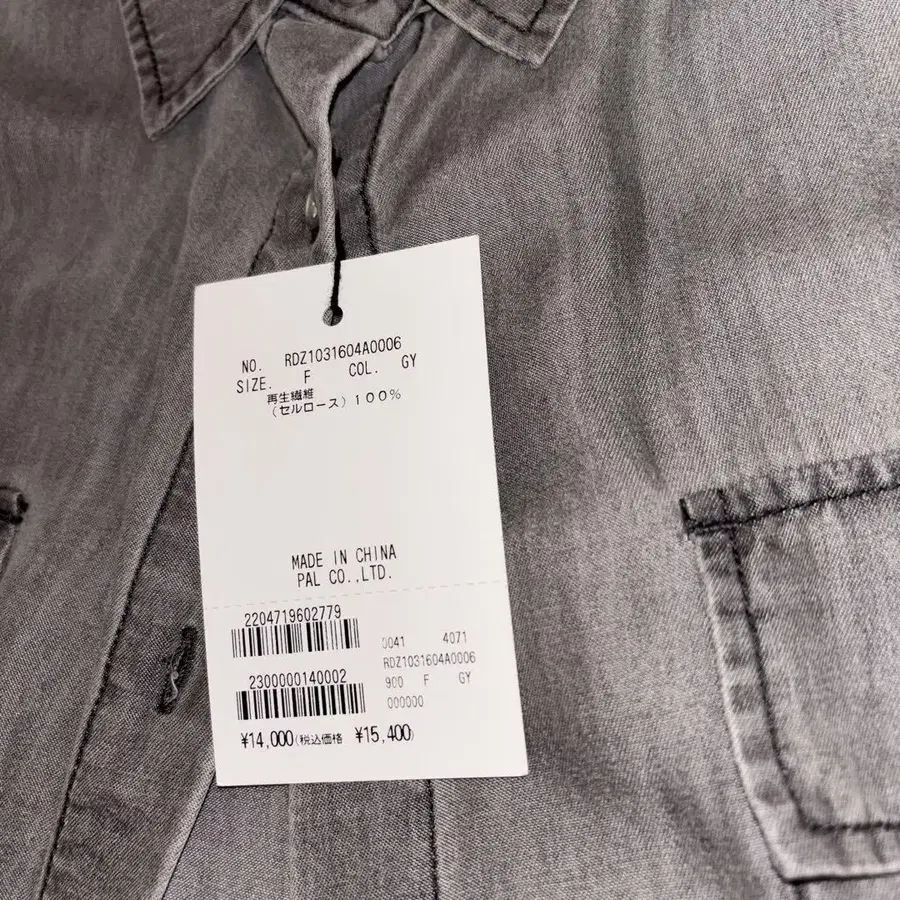 NO. RDZ1031604A0006
SIZE. F COL. GY
再生繊維
(セルロース) 100%
MADE IN CHINA
PAL CO.,LTD.
2204719602779
0041 4071
RDZ1031604A0006
2300000140002
900 F GY
000000
¥14,000(税込価格 ¥15,400)